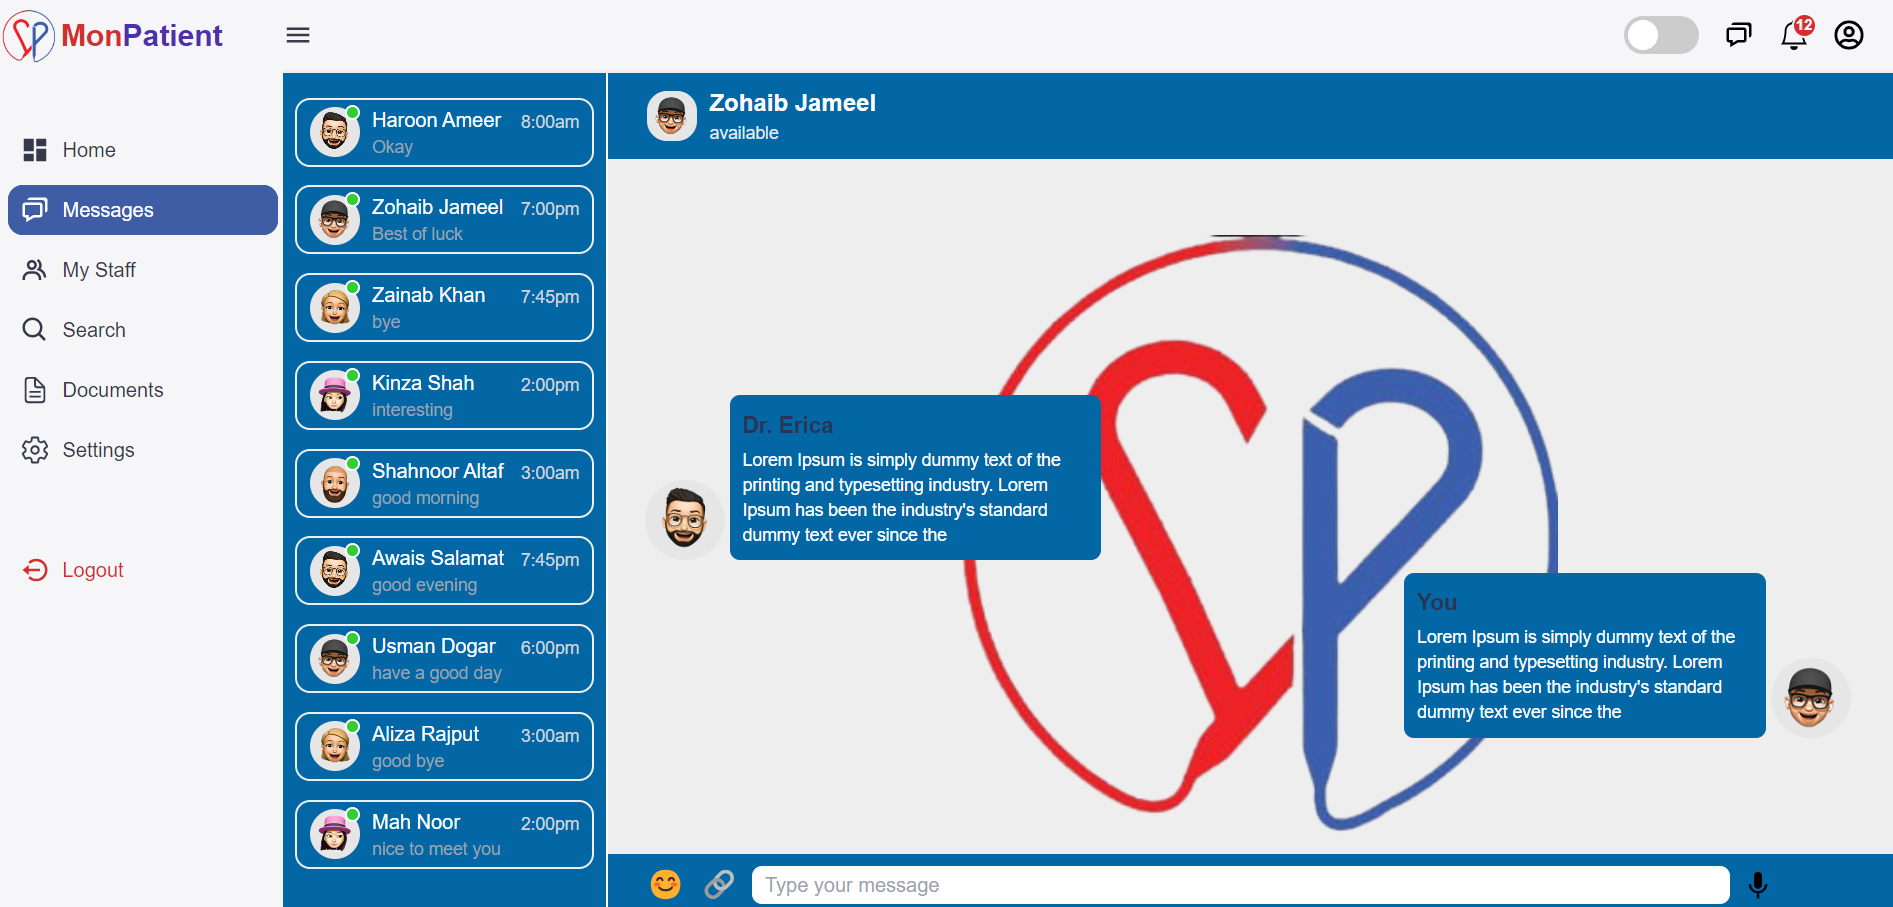 MonPatient
12
Home
Messages
My Staff
Search
Documents
Settings
Logout
Haroon Ameer 8:00am
Okay
Zohaib Jameel 7:00pm
Best of luck
Zainab Khan 7:45pm
bye
Kinza Shah 2:00pm
interesting
Shahnoor Altaf 3:00am
good morning
Awais Salamat 7:45pm
good evening
Usman Dogar 6:00pm
have a good day
Aliza Rajput 3:00am
good bye
Mah Noor 2:00pm
nice to meet you
Zohaib Jameel
available
Dr. Erica
Lorem Ipsum is simply dummy text of the
printing and typesetting industry. Lorem
Ipsum has been the industry's standard
dummy text ever since the
You
Lorem Ipsum is simply dummy text of the
printing and typesetting industry. Lorem
Ipsum has been the industry's standard
dummy text ever since the
Type your message